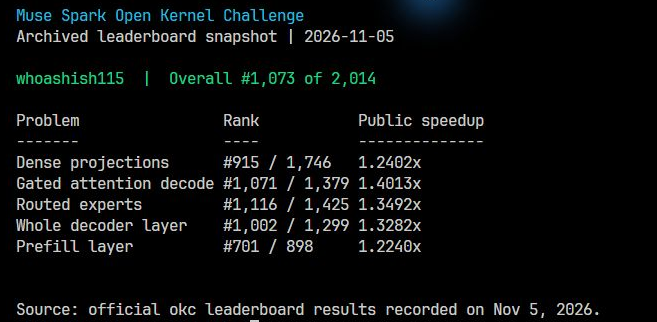 Muse Spark Open Kernel Challenge
Archived leaderboard snapshot | 2026-11-05
whoashish115 | Overall #1,073 of 2,014
Problem Rank Public speedup
------- ---- --------------
Dense projections #915 / 1,746 1.2402x
Gated attention decode #1,071 / 1,379 1.4013x
Routed experts #1,116 / 1,425 1.3492x
Whole decoder layer #1,002 / 1,299 1.3282x
Prefill layer #701 / 898 1.2240x
Source: official okc leaderboard results recorded on Nov 5, 2026.